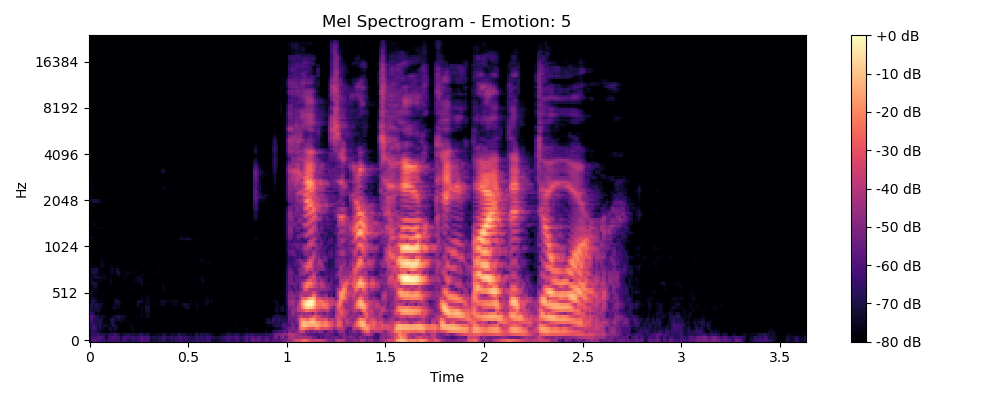 Mel Spectrogram - Emotion: 5
Hz
16384
8192
4096
2048
1024
512
0
0 0.5 1 1.5 2 2.5 3 3.5
Time
+0 dB
-10 dB
-20 dB
-30 dB
-40 dB
-50 dB
-60 dB
-70 dB
-80 dB